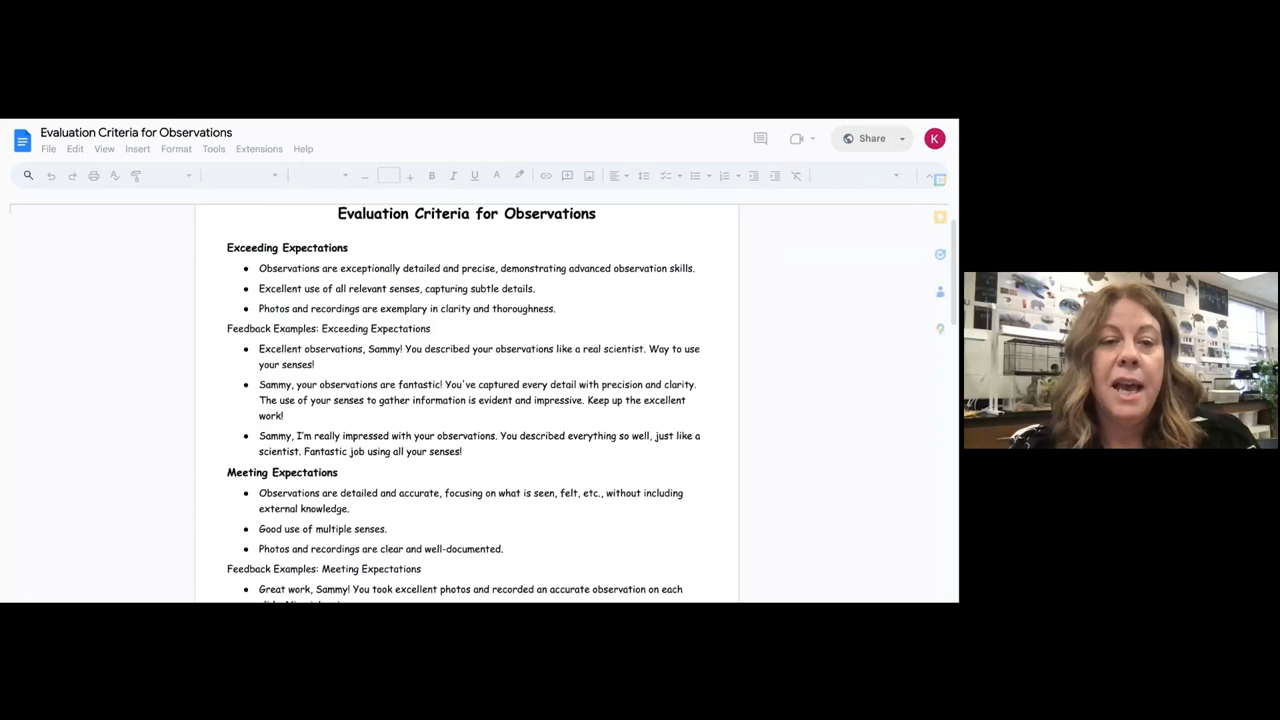 Evaluation Criteria for Observations
File Edit View Insert Format Tools Extensions Help
Share
K
Evaluation Criteria for Observations
Exceeding Expectations
● Observations are exceptionally detailed and precise, demonstrating advanced observation skills.
● Excellent use of all relevant senses, capturing subtle details.
● Photos and recordings are exemplary in clarity and thoroughness.
Feedback Examples: Exceeding Expectations
● Excellent observations, Sammy! You described your observations like a real scientist. Way to use
your senses!
● Sammy, your observations are fantastic! You've captured every detail with precision and clarity.
The use of your senses to gather information is evident and impressive. Keep up the excellent
work!
● Sammy, I'm really impressed with your observations. You described everything so well, just like a
scientist. Fantastic job using all your senses!
Meeting Expectations
● Observations are detailed and accurate, focusing on what is seen, felt, etc., without including
external knowledge.
● Good use of multiple senses.
● Photos and recordings are clear and well-documented.
Feedback Examples: Meeting Expectations
● Great work, Sammy! You took excellent photos and recorded an accurate observation on each